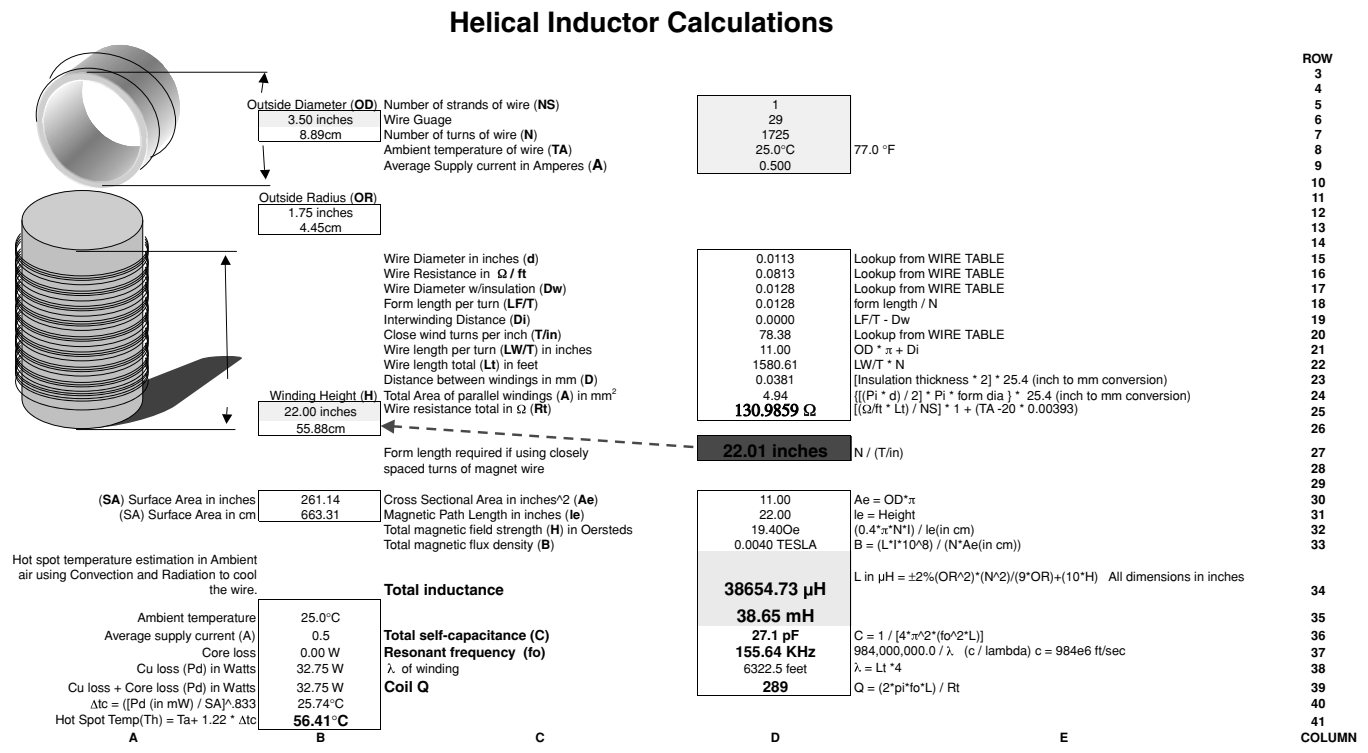 Helical Inductor Calculations
ROW
3
4
Outside Diameter (OD) Number of strands of wire (NS) 1 5
3.50 inches Wire Guage 29 6
8.89cm Number of turns of wire (N) 1725 7
Ambient temperature of wire (TA) 25.0°C 77.0 °F 8
Average Supply current in Amperes (A) 0.500 9
10
Outside Radius (OR) 11
1.75 inches 12
4.45cm 13
14
Wire Diameter in inches (d) 0.0113 Lookup from WIRE TABLE 15
Wire Resistance in Ω / ft 0.0813 Lookup from WIRE TABLE 16
Wire Diameter w/insulation (Dw) 0.0128 Lookup from WIRE TABLE 17
Form length per turn (LF/T) 0.0128 form length / N 18
Interwinding Distance (Di) 0.0000 LF/T - Dw 19
Close wind turns per inch (T/in) 78.38 Lookup from WIRE TABLE 20
Wire length per turn (LW/T) in inches 11.00 OD * π + Di 21
Wire length total (Lt) in feet 1580.61 LW/T * N 22
Distance between windings in mm (D) 0.0381 [Insulation thickness * 2] * 25.4 (inch to mm conversion) 23
Winding Height (H) Total Area of parallel windings (A) in mm² 4.94 {[(Pi * d) / 2] * Pi * form dia } * 25.4 (inch to mm conversion) 24
22.00 inches Wire resistance total in Ω (Rt) 130.9859 Ω [(Ω/ft * Lt) / NS] * 1 + (TA -20 * 0.00393) 25
55.88cm 26
Form length required if using closely 22.01 inches N / (T/in) 27
spaced turns of magnet wire 28
29
(SA) Surface Area in inches 261.14 Cross Sectional Area in inches^2 (Ae) 11.00 Ae = OD*π 30
(SA) Surface Area in cm 663.31 Magnetic Path Length in inches (le) 22.00 le = Height 31
Total magnetic field strength (H) in Oersteds 19.40Oe (0.4*π*N*I) / le(in cm) 32
Total magnetic flux density (B) 0.0040 TESLA B = (L*I*10^8) / (N*Ae(in cm)) 33
Hot spot temperature estimation in Ambient
air using Convection and Radiation to cool
the wire. Total inductance 38654.73 µH L in µH = ±2%(OR^2)*(N^2)/(9*OR)+(10*H) All dimensions in inches 34
Ambient temperature 25.0°C 38.65 mH 35
Average supply current (A) 0.5 Total self-capacitance (C) 27.1 pF C = 1 / [4*π^2*(fo^2*L)] 36
Core loss 0.00 W Resonant frequency (fo) 155.64 KHz 984,000,000.0 / λ (c / lambda) c = 984e6 ft/sec 37
Cu loss (Pd) in Watts 32.75 W λ of winding 6322.5 feet λ = Lt *4 38
Cu loss + Core loss (Pd) in Watts 32.75 W Coil Q 289 Q = (2*pi*fo*L) / Rt 39
Δtc = ([Pd (in mW) / SA]^.833 25.74°C 40
Hot Spot Temp(Th) = Ta+ 1.22 * Δtc 56.41°C 41
A B C D E COLUMN